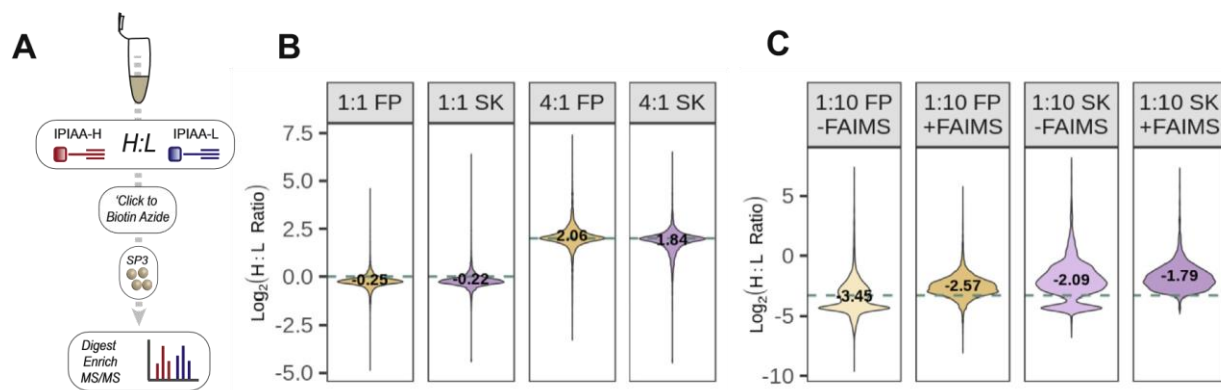 A
IPIAA-H
H:L
IPIAA-L
'Click to
Biotin Azide
SP3
Digest
Enrich
MS/MS
B
1:1 FP
1:1 SK
4:1 FP
4:1 SK
Log2(H:L Ratio)
7.5
5.0
2.5
0.0
-2.5
-5.0
-0.25
-0.22
2.06
1.84
C
1:10 FP
-FAIMS
1:10 FP
+FAIMS
1:10 SK
-FAIMS
1:10 SK
+FAIMS
Log2(H:L Ratio)
5
0
-5
-10
-3.45
-2.57
-2.09
-1.79